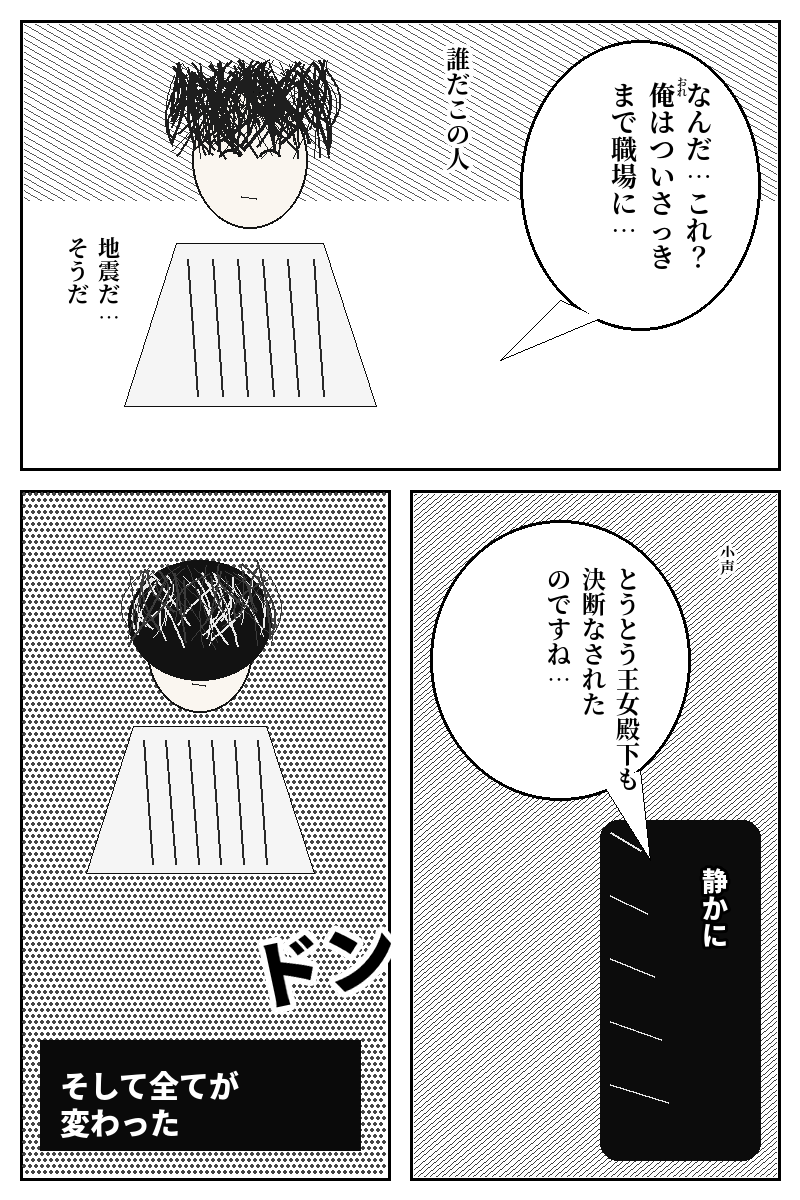 なんだ…これ？
俺はついさっき
おれ
まで職場に…
誰だこの人
地震だ…
そうだ
小声
とうとう王女殿下も
決断なされた
のですね…
静かに
ドン
そして全てが
変わった